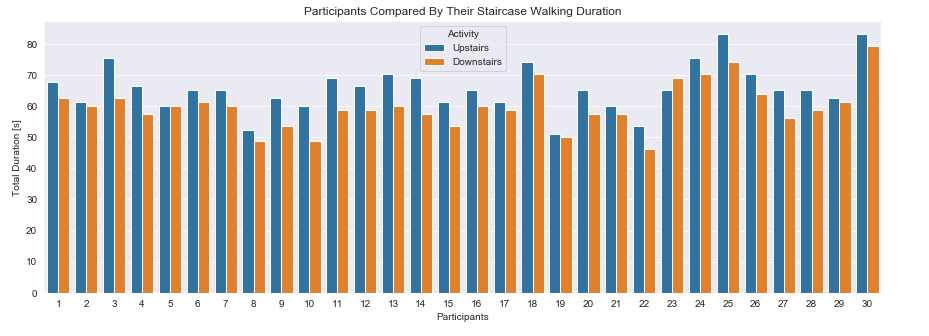 Participants Compared By Their Staircase Walking Duration
Activity
Upstairs
Downstairs
Total Duration [s]
80
70
60
50
40
30
20
10
0
1 2 3 4 5 6 7 8 9 10 11 12 13 14 15 16 17 18 19 20 21 22 23 24 25 26 27 28 29 30
Participants